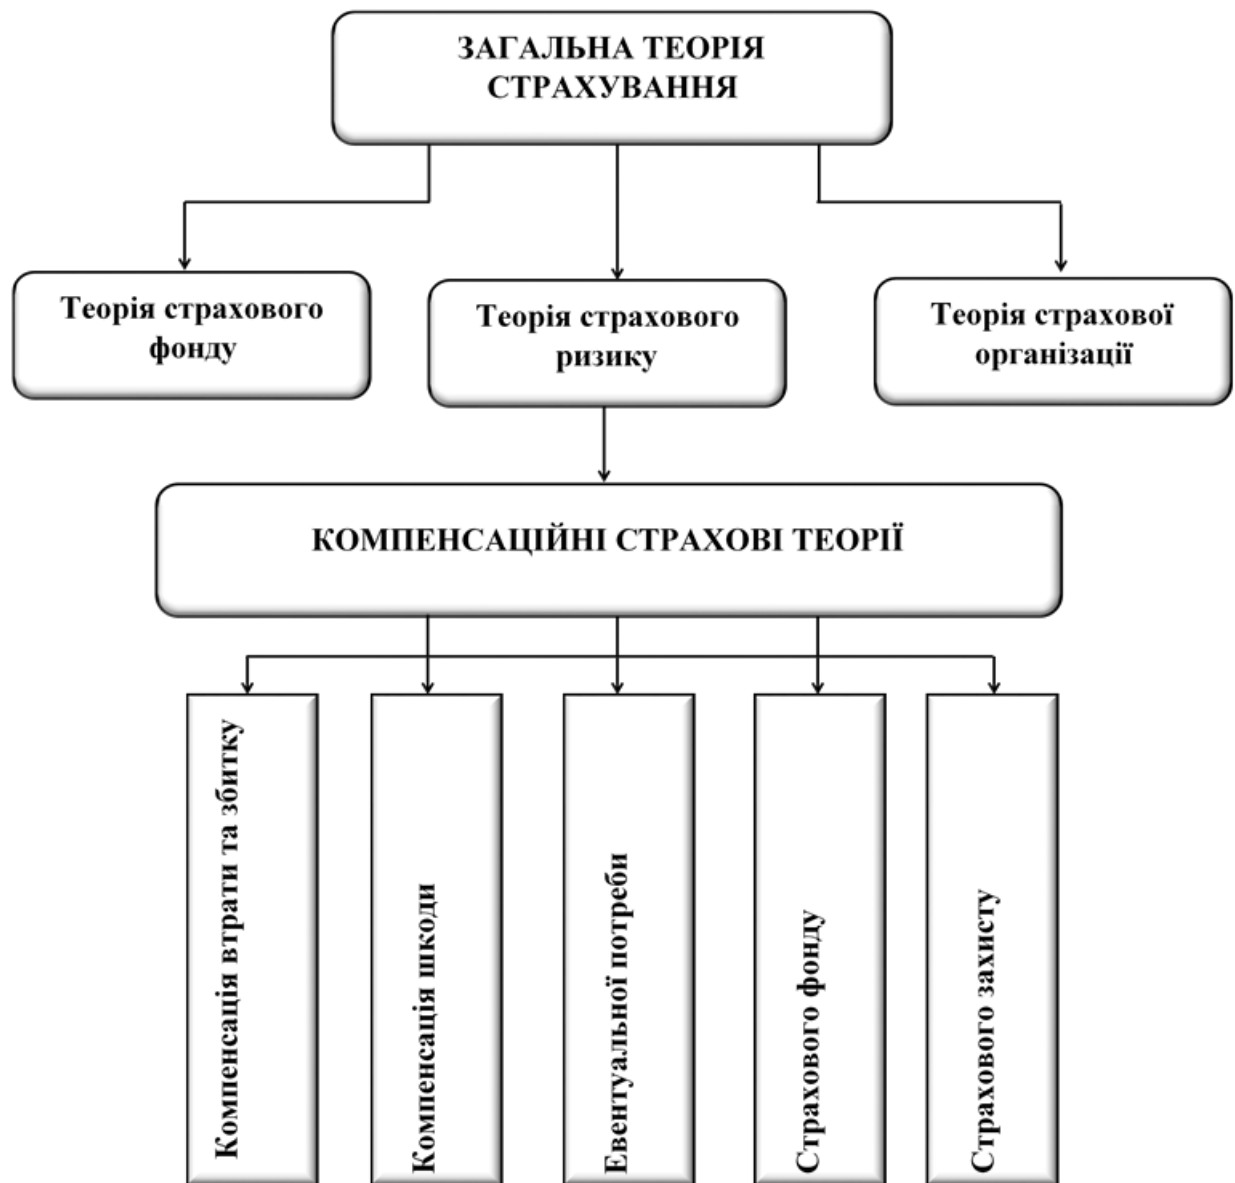 ЗАГАЛЬНА ТЕОРІЯ
СТРАХУВАННЯ
Теорія страхового
фонду
Теорія страхового
ризику
Теорія страхової
організації
КОМПЕНСАЦІЙНІ СТРАХОВІ ТЕОРІЇ
Компенсація втрати та збитку
Компенсація шкоди
Евентуальної потреби
Страхового фонду
Страхового захисту